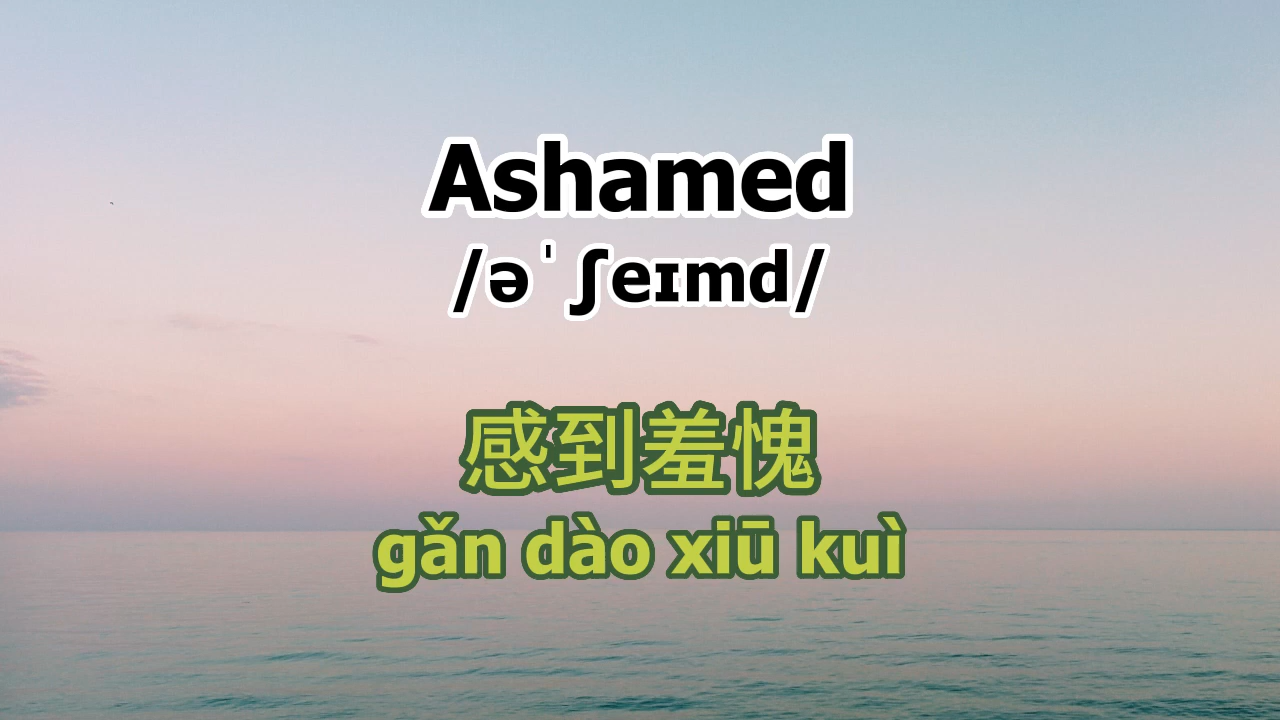 Ashamed
/əˈʃeɪmd/
感到羞愧
gǎn dào xiū kuì